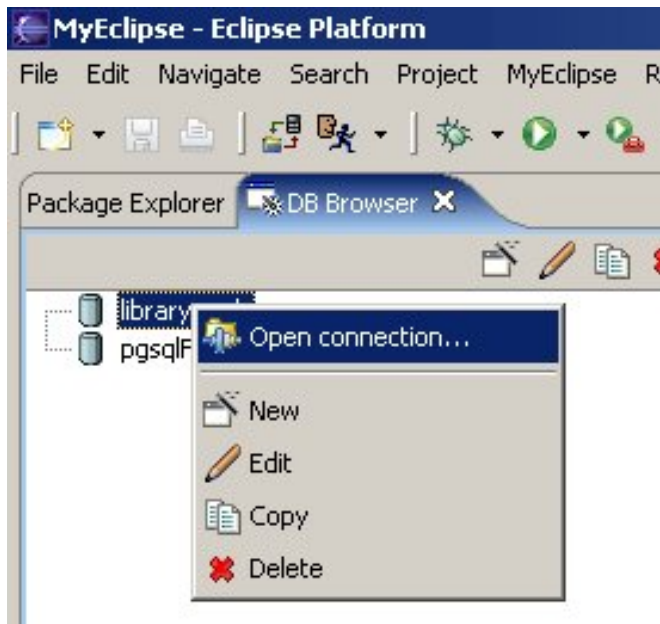 MyEclipse - Eclipse Platform
File Edit Navigate Search Project MyEclipse
Package Explorer DB Browser
library
Open connection...
New
Edit
Copy
Delete